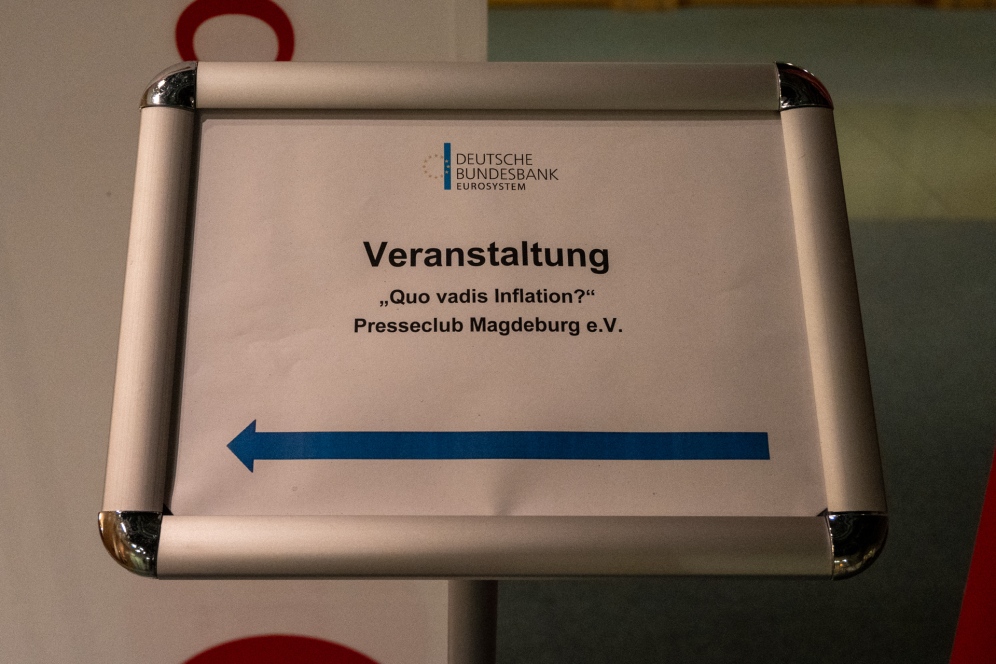 DEUTSCHE
BUNDESBANK
EUROSYSTEM
Veranstaltung
„Quo vadis Inflation?“
Presseclub Magdeburg e.V.